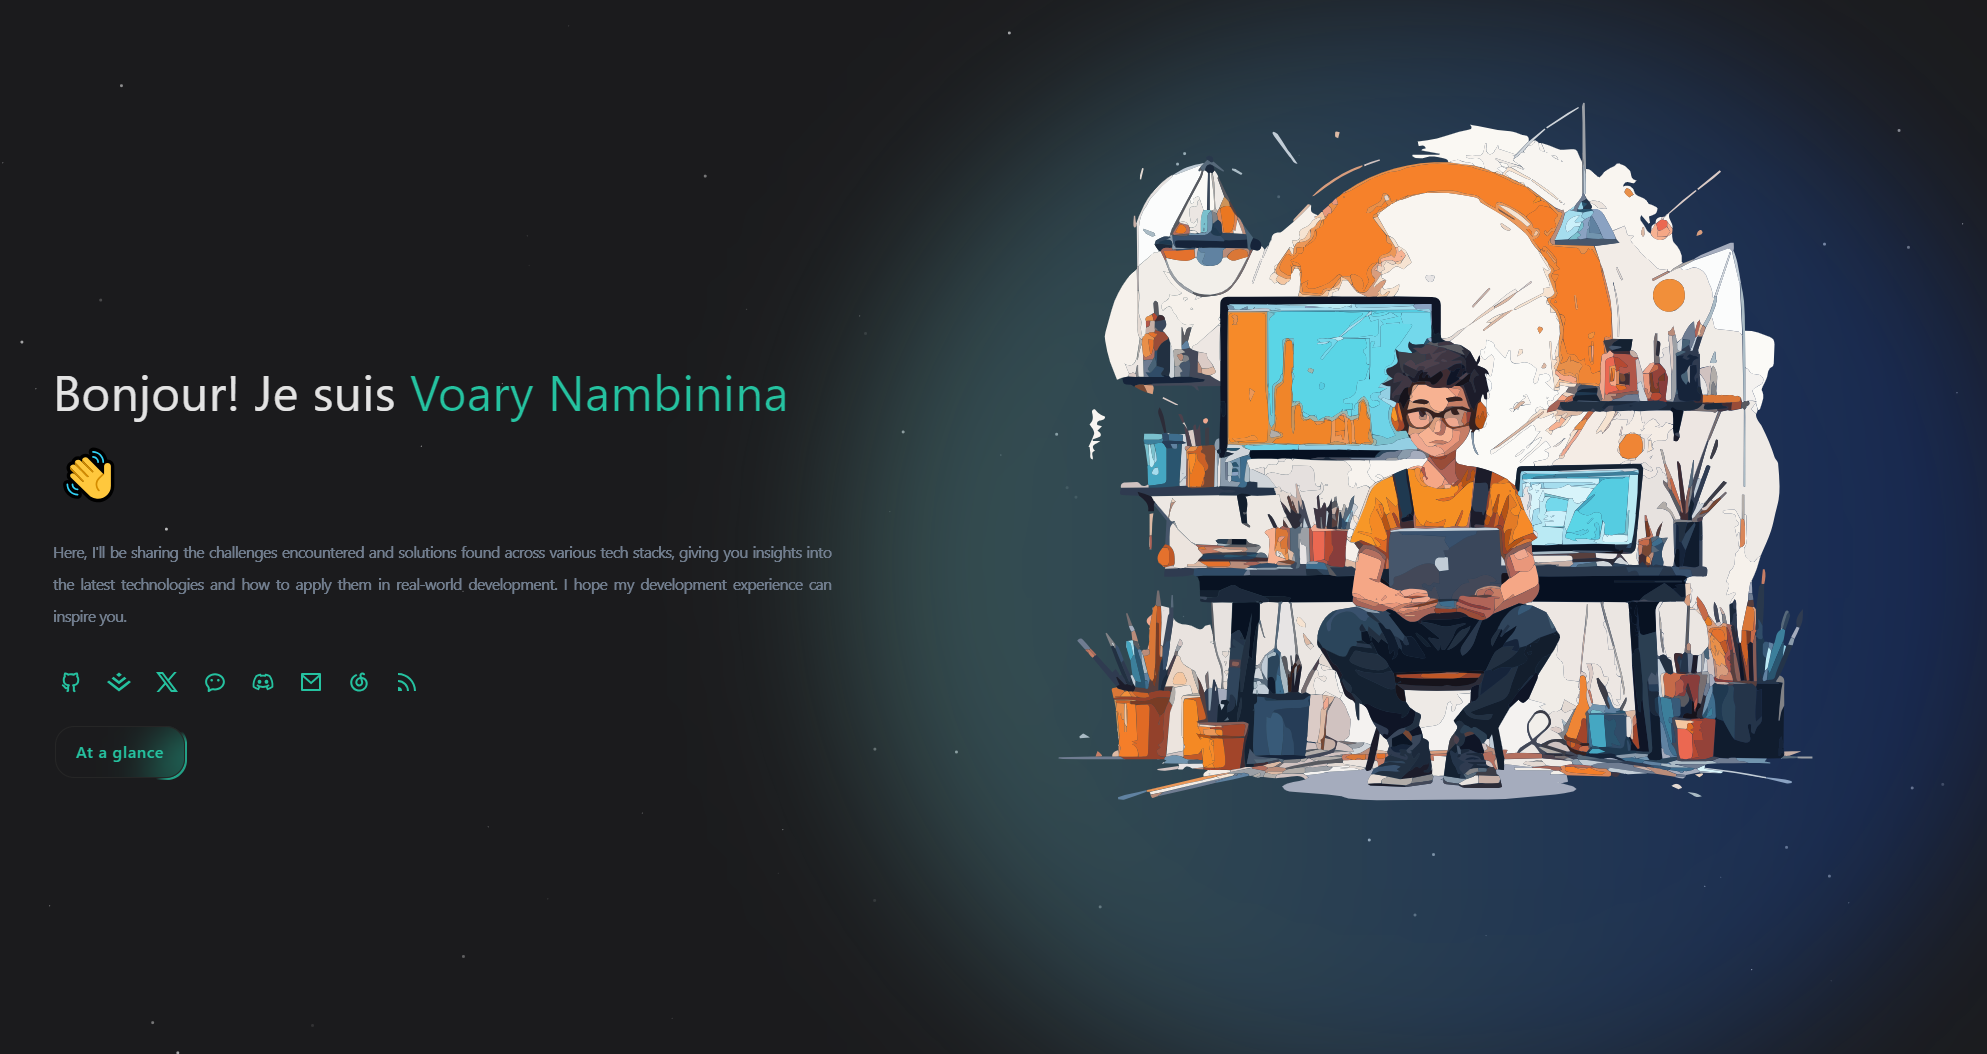 Bonjour! Je suis Voary Nambinina
👋
Here, I'll be sharing the challenges encountered and solutions found across various tech stacks, giving you insights into
the latest technologies and how to apply them in real-world development. I hope my development experience can
inspire you.
At a glance